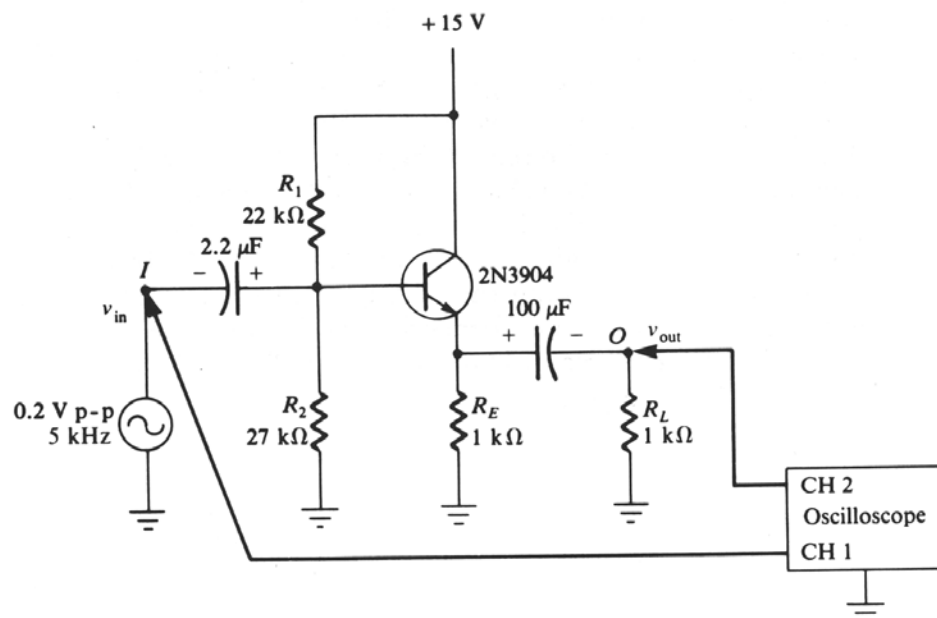 + 15 V
R1
22 kΩ
2.2 µF
I
− +
2N3904
100 µF
vin
+ −
O
vout
0.2 V p-p
5 kHz
R2
27 kΩ
RE
1 kΩ
RL
1 kΩ
CH 2
Oscilloscope
CH 1